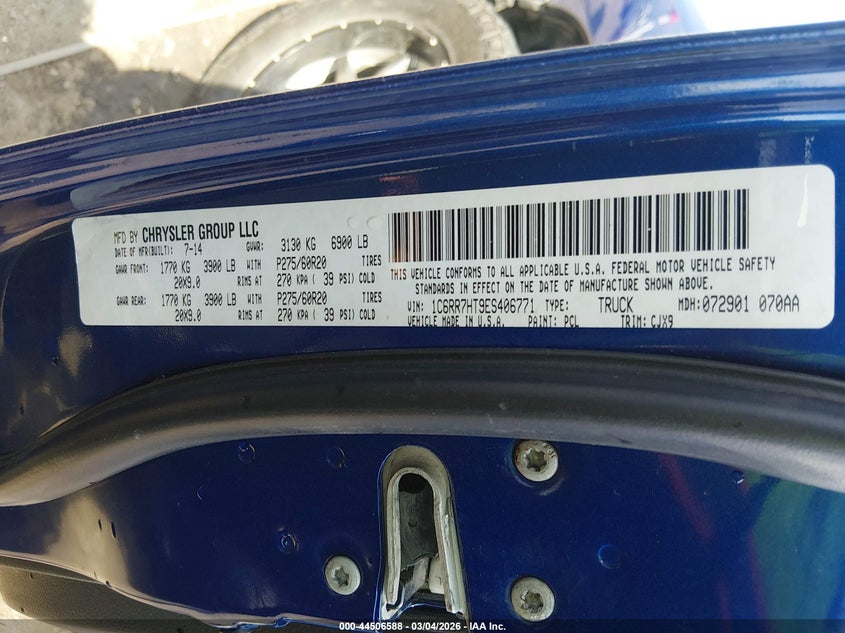 MFD BY CHRYSLER GROUP LLC
DATE OF MFR(BUILT): 7-14 GVWR: 3130 KG 6900 LB
GAWR FRONT: 1770 KG 3900 LB WITH P275/60R20 TIRES
20X9.0 RIMS AT 270 KPA ( 39 PSI) COLD
GAWR REAR: 1770 KG 3900 LB WITH P275/60R20 TIRES
20X9.0 RIMS AT 270 KPA ( 39 PSI) COLD
THIS VEHICLE CONFORMS TO ALL APPLICABLE U.S.A. FEDERAL MOTOR VEHICLE SAFETY
STANDARDS IN EFFECT ON THE DATE OF MANUFACTURE SHOWN ABOVE.
VIN: 1C6RR7HT9ES406771 TYPE: TRUCK MDH:072901 070AA
VEHICLE MADE IN U.S.A. PAINT: PCL TRIM: CJX9
000-44506588 - 03/04/2026 - IAA Inc.